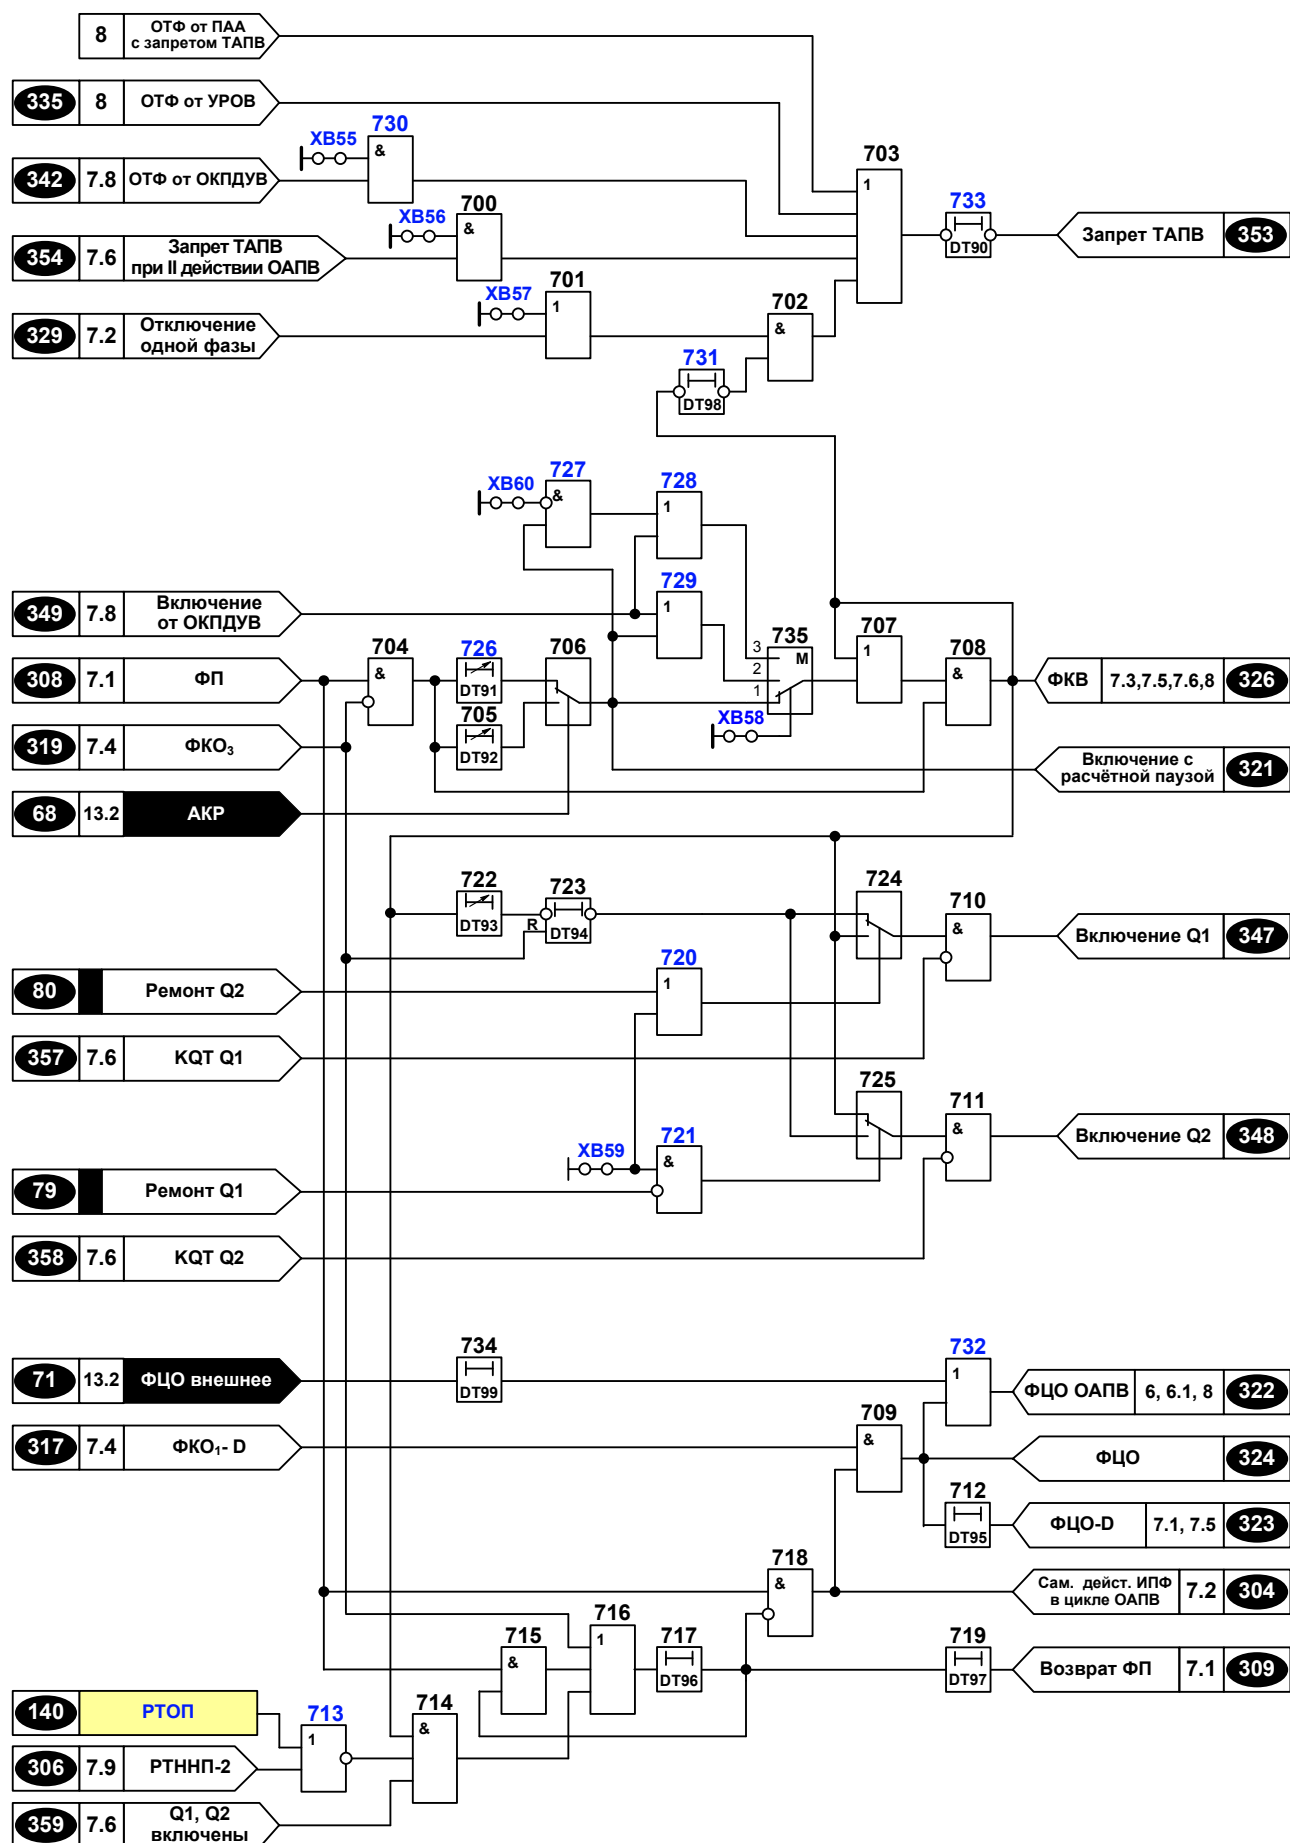 8 ОТФ от ПАА
с запретом ТАПВ
335 8 ОТФ от УРОВ
730
XB55
&
703
342 7.8 ОТФ от ОКПДУВ
1
700
733
XB56
&
354 7.6 Запрет ТАПВ
при II действии ОАПВ
DT90
Запрет ТАПВ 353
701
XB57
1
702
329 7.2 Отключение
одной фазы
&
731
DT98
727
XB60
&
728
1
729
349 7.8 Включение
от ОКПДУВ
1
704
726
706
735
707
708
3
М
2
1
1
308 7.1 ФП
&
DT91
&
ФКВ 7.3,7.5,7.6,8 326
705
XB58
319 7.4 ФКО₃
DT92
Включение с
расчётной паузой 321
68 13.2 АКР
722
723
724
710
DT93
R
DT94
&
Включение Q1 347
720
80 Ремонт Q2
1
357 7.6 KQT Q1
725
711
721
&
Включение Q2 348
XB59
&
79 Ремонт Q1
358 7.6 KQT Q2
734
732
71 13.2 ФЦО внешнее
DT99
1
ФЦО ОАПВ 6, 6.1, 8 322
709
317 7.4 ФКО₁- D
&
ФЦО 324
712
DT95
ФЦО-D 7.1, 7.5 323
718
&
Сам. дейст. ИПФ
в цикле ОАПВ 7.2 304
716
715
1
717
719
&
DT96
DT97
Возврат ФП 7.1 309
140 РТОП
713
714
1
&
306 7.9 РТННП-2
359 7.6 Q1, Q2
включены